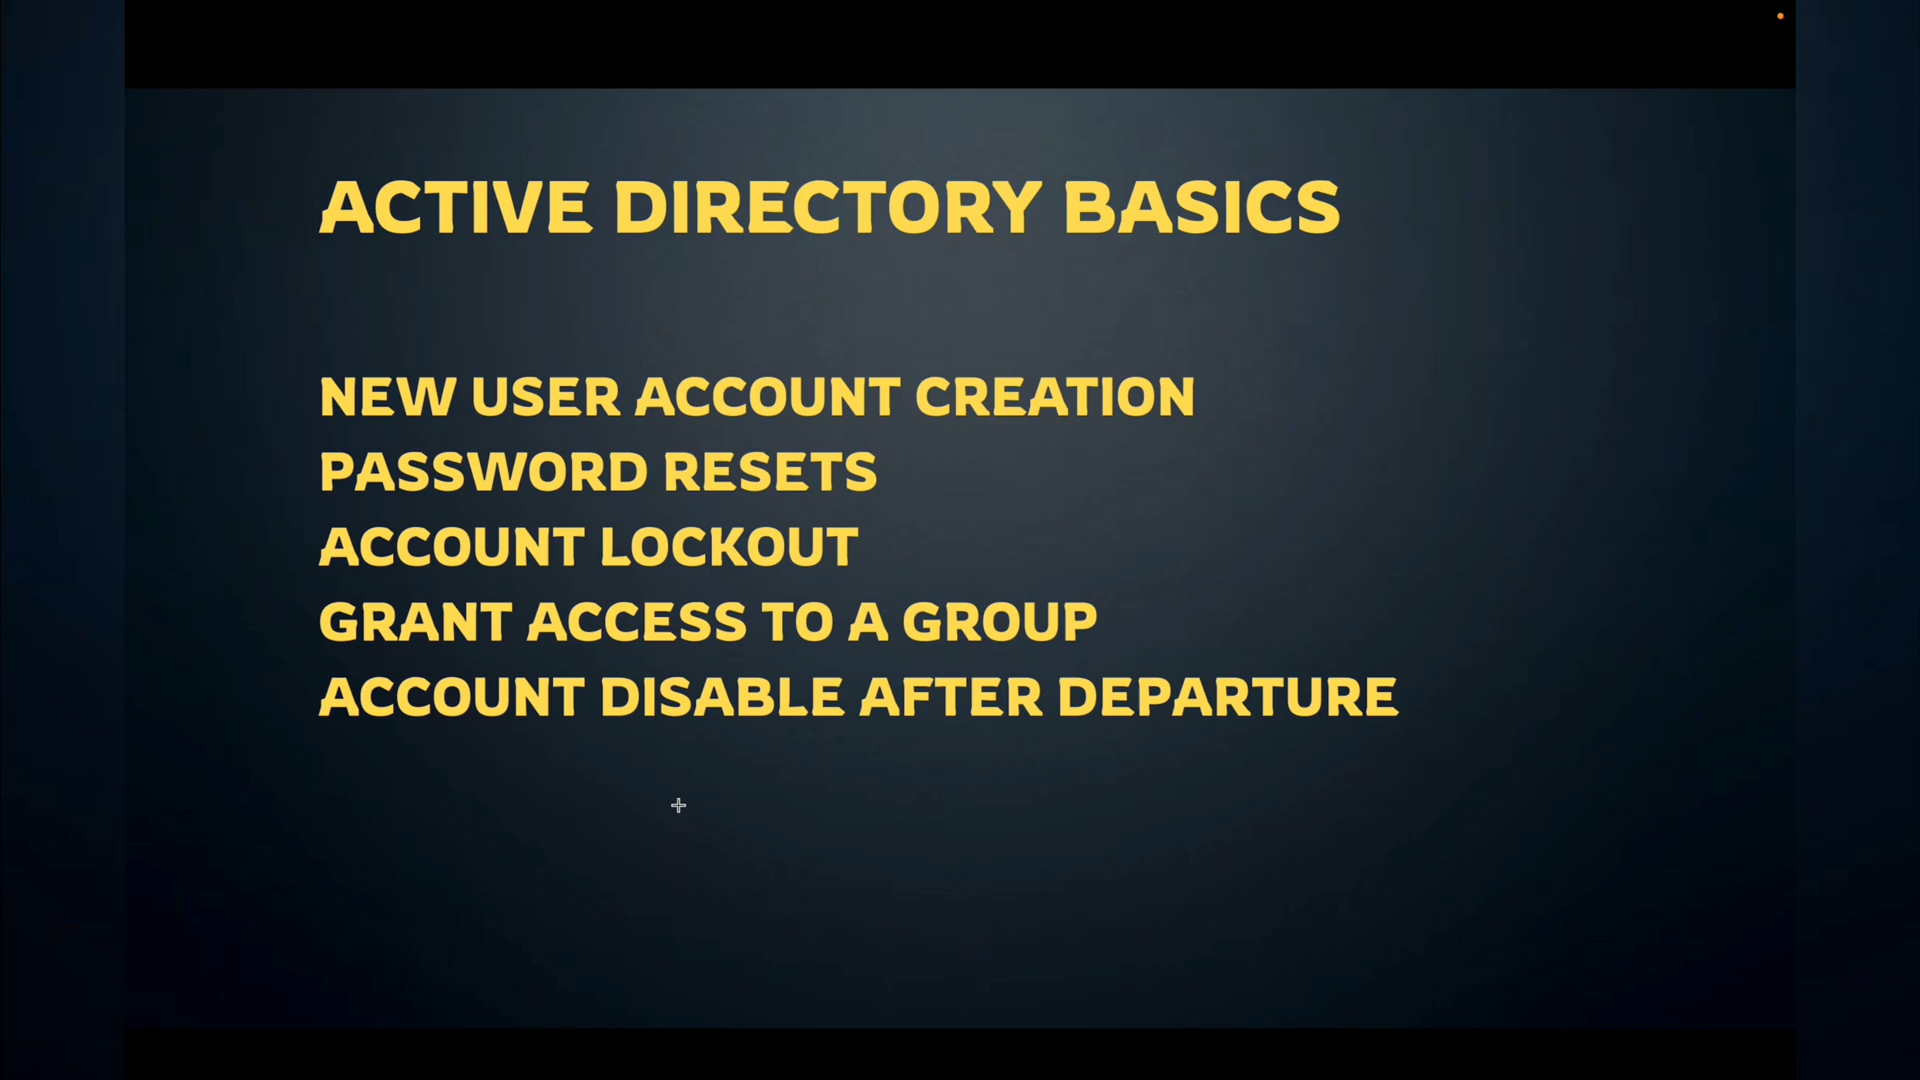 ACTIVE DIRECTORY BASICS
NEW USER ACCOUNT CREATION
PASSWORD RESETS
ACCOUNT LOCKOUT
GRANT ACCESS TO A GROUP
ACCOUNT DISABLE AFTER DEPARTURE